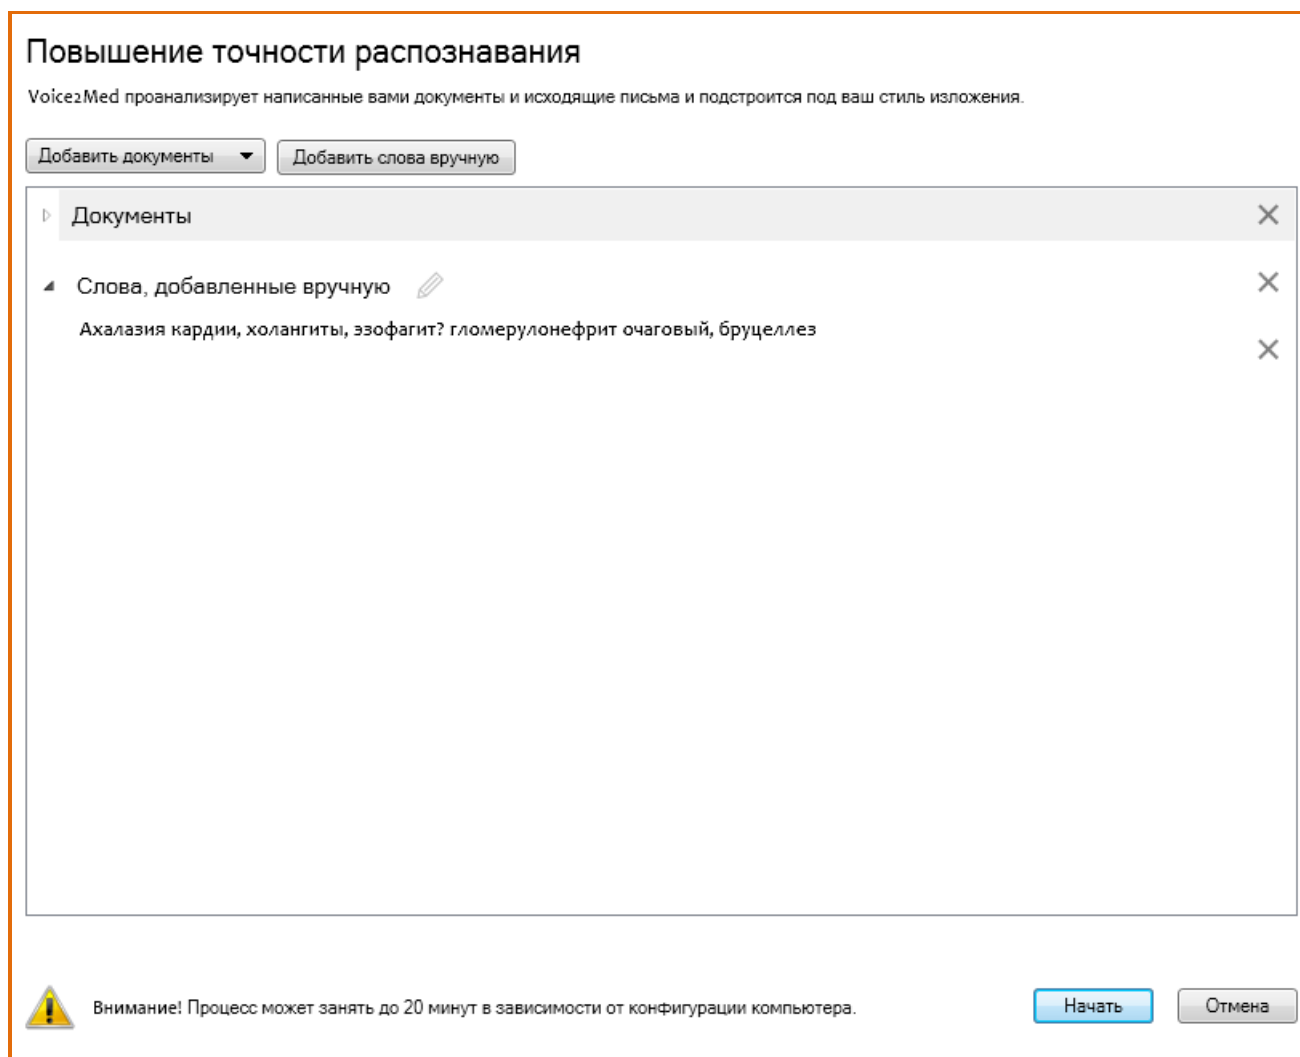 Повышение точности распознавания
Voice2Med проанализирует написанные вами документы и исходящие письма и подстроится под ваш стиль изложения.
Добавить документы Добавить слова вручную
Документы
Слова, добавленные вручную
Ахалазия кардии, холангиты, эзофагит? гломерулонефрит очаговый, бруцеллез
Внимание! Процесс может занять до 20 минут в зависимости от конфигурации компьютера. Начать Отмена